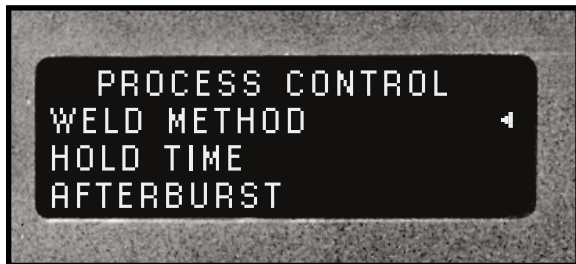 PROCESS CONTROL
WELD METHOD
HOLD TIME
AFTERBURST